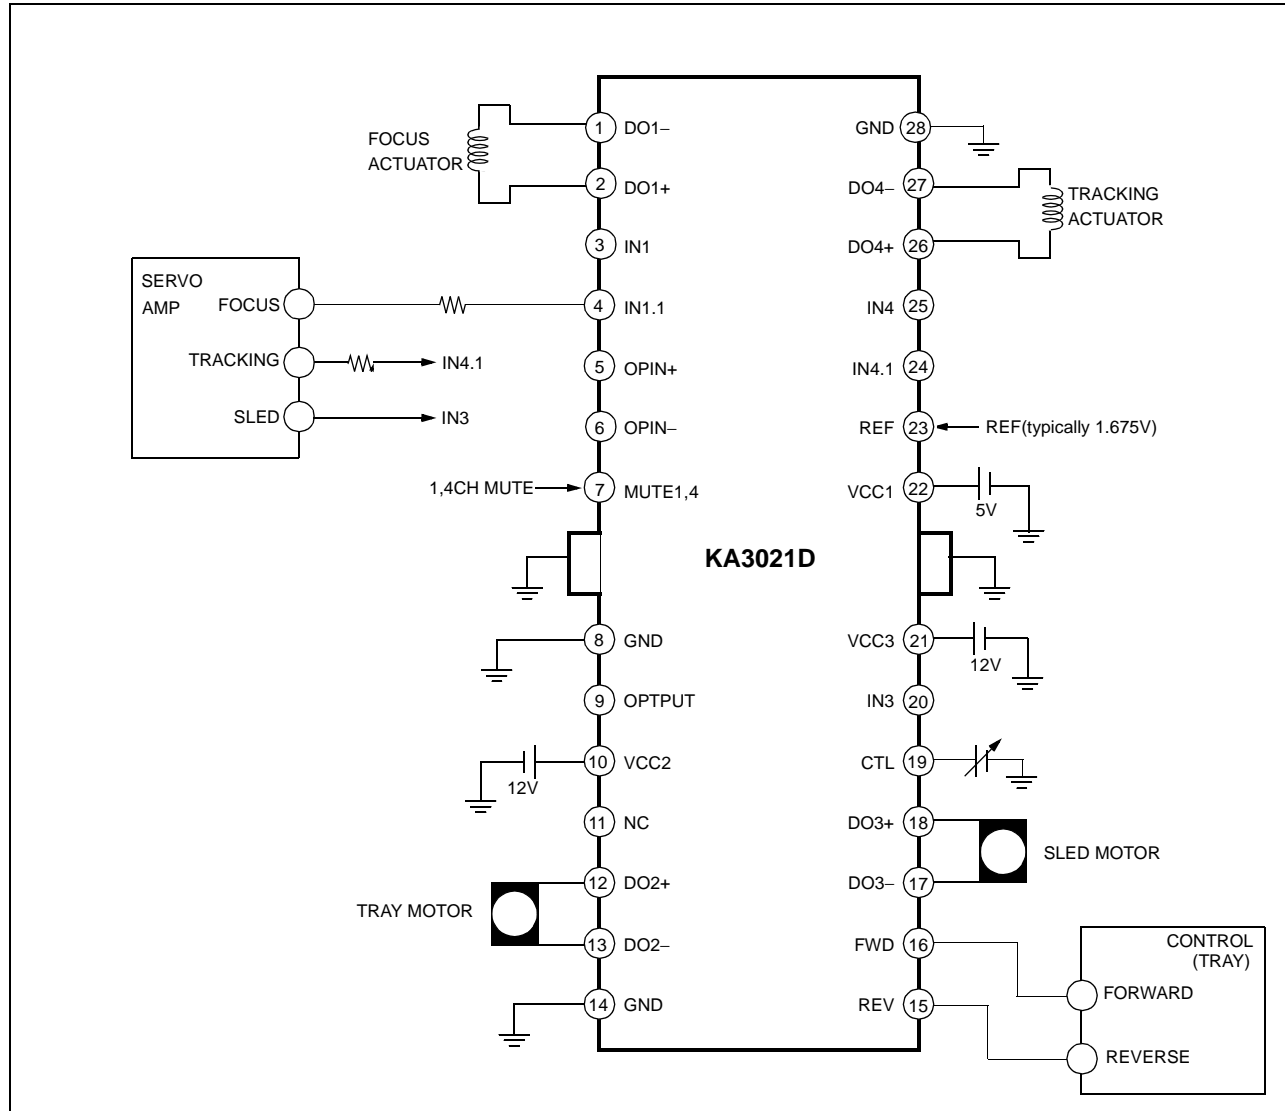 FOCUS
ACTUATOR
1 DO1−
2 DO1+
3 IN1
SERVO
AMP
FOCUS
4 IN1.1
TRACKING
IN4.1
5 OPIN+
SLED
IN3
6 OPIN−
1,4CH MUTE
7 MUTE1,4
KA3021D
8 GND
9 OPTPUT
12V
10 VCC2
11 NC
TRAY MOTOR
12 DO2+
13 DO2−
14 GND
GND 28
DO4− 27
TRACKING
ACTUATOR
DO4+ 26
IN4 25
IN4.1 24
REF 23
REF(typically 1.675V)
VCC1 22
5V
VCC3 21
12V
IN3 20
CTL 19
DO3+ 18
SLED MOTOR
DO3− 17
FWD 16
REV 15
CONTROL
(TRAY)
FORWARD
REVERSE